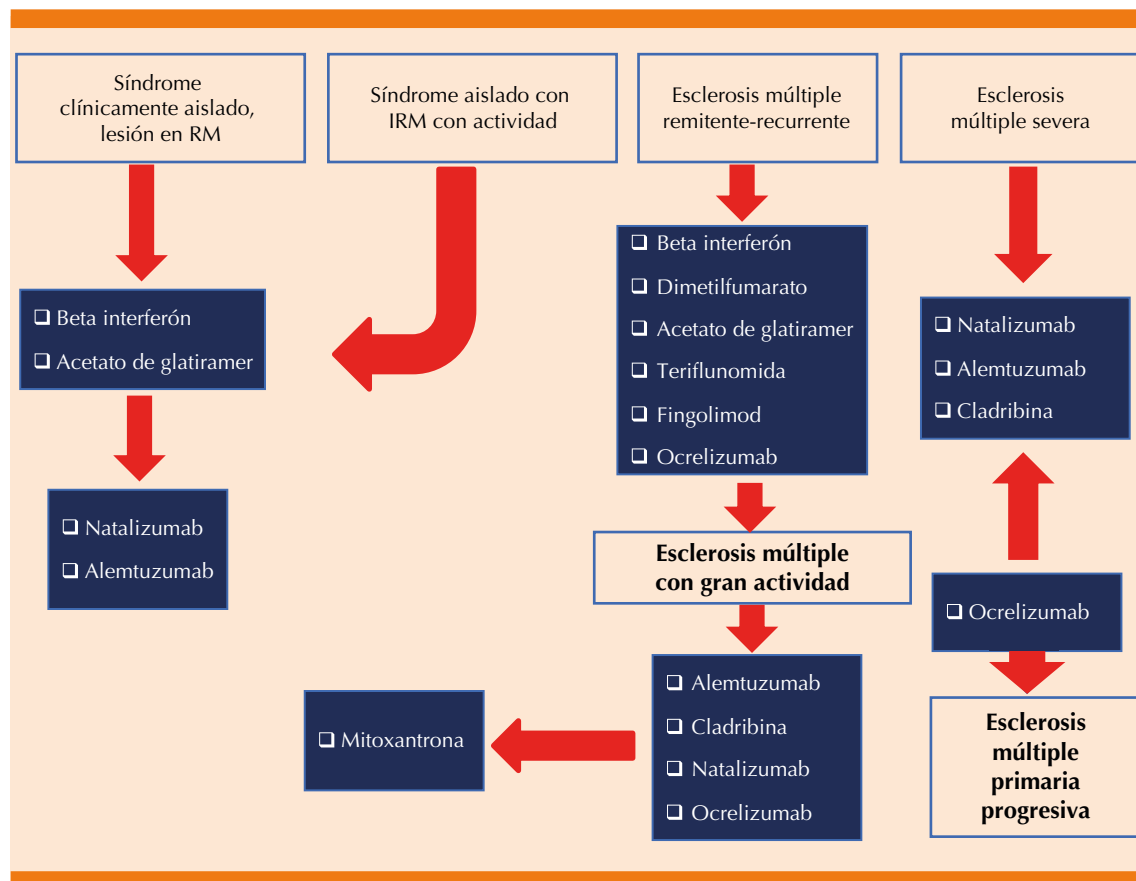 Síndrome
clínicamente aislado,
lesión en RM
Síndrome aislado con
IRM con actividad
Esclerosis múltiple
remitente-recurrente
Esclerosis
múltiple severa
❑ Beta interferón
❑ Acetato de glatiramer
❑ Natalizumab
❑ Alemtuzumab
❑ Beta interferón
❑ Dimetilfumarato
❑ Acetato de glatiramer
❑ Teriflunomida
❑ Fingolimod
❑ Ocrelizumab
Esclerosis múltiple
con gran actividad
❑ Alemtuzumab
❑ Cladribina
❑ Natalizumab
❑ Ocrelizumab
❑ Mitoxantrona
❑ Natalizumab
❑ Alemtuzumab
❑ Cladribina
❑ Ocrelizumab
Esclerosis
múltiple
primaria
progresiva